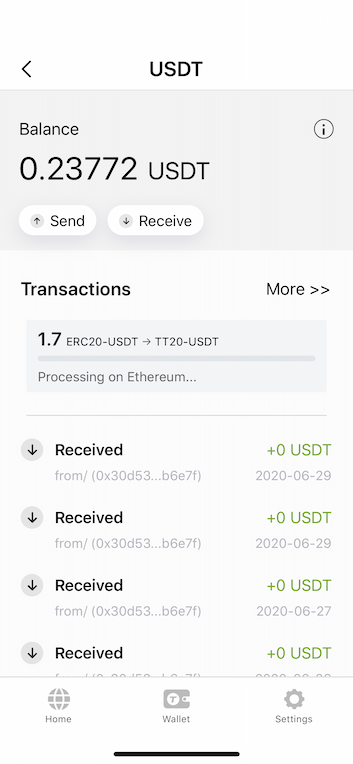 USDT
Balance
0.23772 USDT
Send
Receive
Transactions
More >>
1.7 ERC20-USDT → TT20-USDT
Processing on Ethereum...
Received
+0 USDT
from/ (0x30d53...b6e7f)
2020-06-29
Received
+0 USDT
from/ (0x30d53...b6e7f)
2020-06-29
Received
+0 USDT
from/ (0x30d53...b6e7f)
2020-06-27
Received
+0 USDT
Home
Wallet
Settings